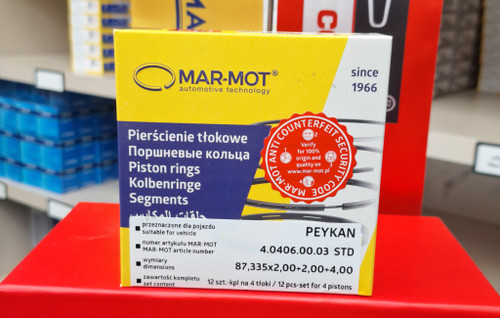 MAR-MOT®
automotive technology
since
1966
Pierścienie tłokowe
Поршневые кольца
Piston rings
Kolbenringe
Segments
MAR-MOT ANTICOUNTERFEIT SECURITY CODE
Verify
for 100%
origin and
quality on
www.mar-mot.pl
przeznaczone dla pojazdu
suitable for vehicle
PEYKAN
numer artykułu MAR-MOT
MAR-MOT article number
4.0406.00.03 STD
wymiary
dimensions
87,335x2,00+2,00+4,00
zawartość kompletu
set content
12 szt.-kpl na 4 tłoki / 12 pcs-set for 4 pistons